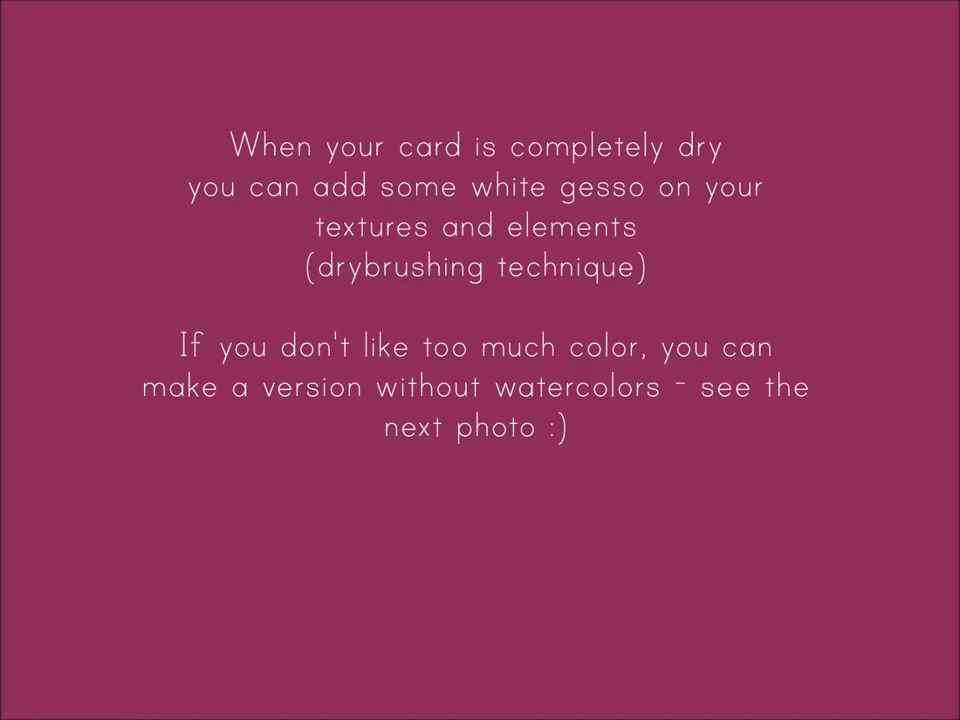 When your card is completely dry
you can add some white gesso on your
textures and elements
(drybrushing technique)
If you don't like too much color, you can
make a version without watercolors - see the
next photo :)